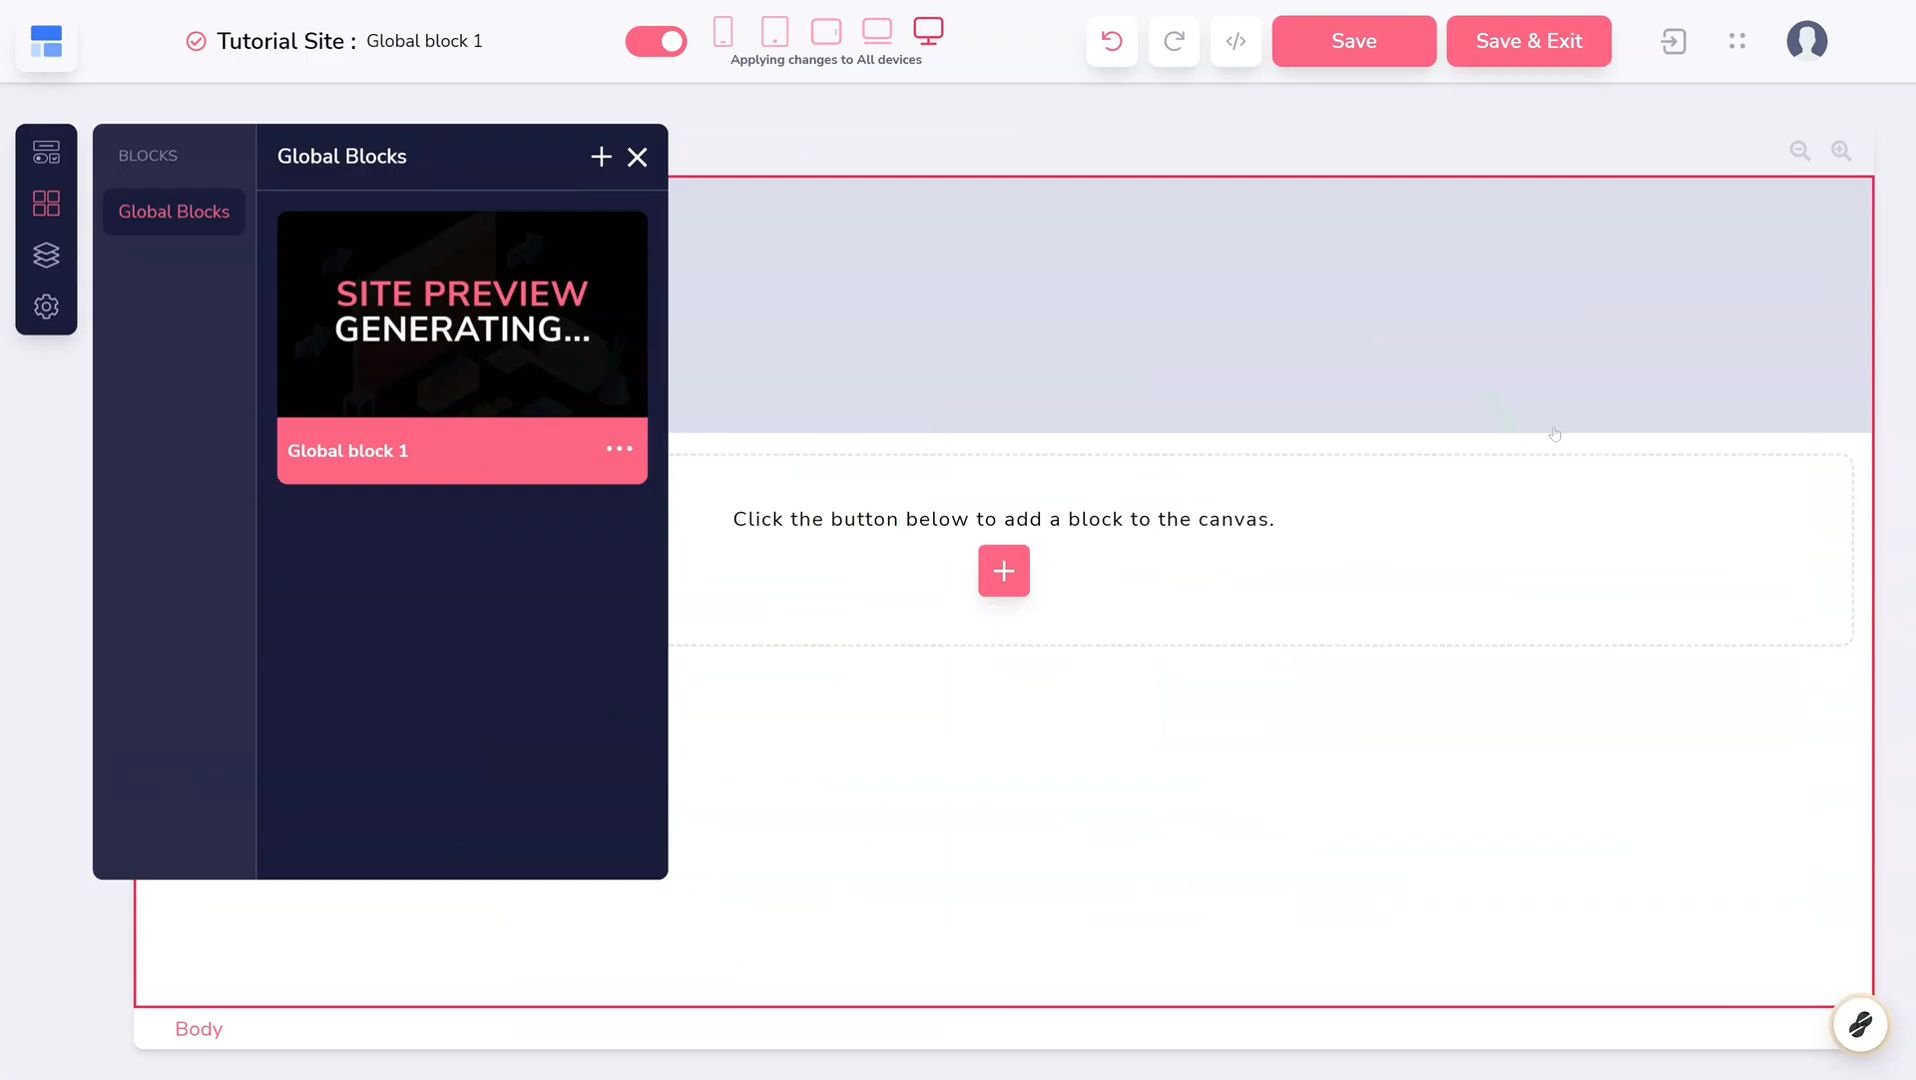 Tutorial Site : Global block 1
Applying changes to All devices
Save
Save & Exit
BLOCKS
Global Blocks
Global Blocks
SITE PREVIEW
GENERATING...
Global block 1
Click the button below to add a block to the canvas.
Body